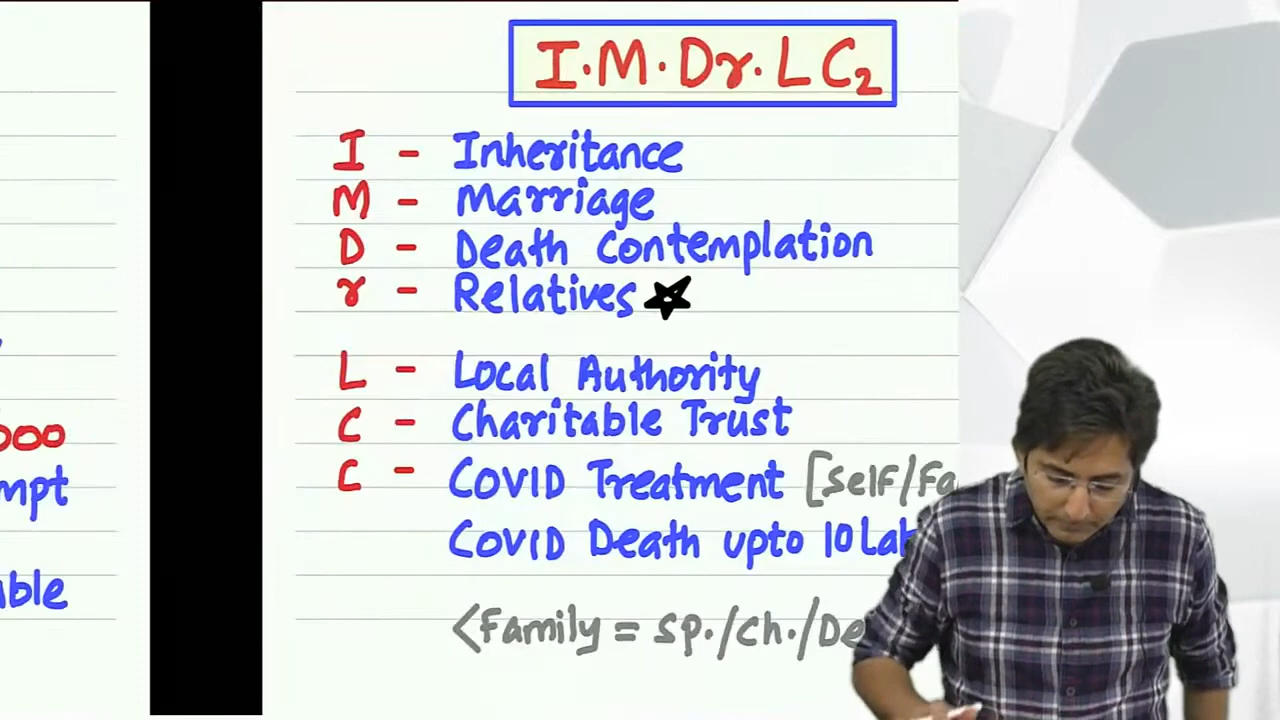 I.M.Dr.LC2
I - Inheritance
M - Marriage
D - Death Contemplation
r - Relatives
L - Local Authority
000
C - Charitable Trust
mpt
C - COVID Treatment [Self/Fa
COVID Death upto 10 Lak
able
<Family = Sp./Ch./De